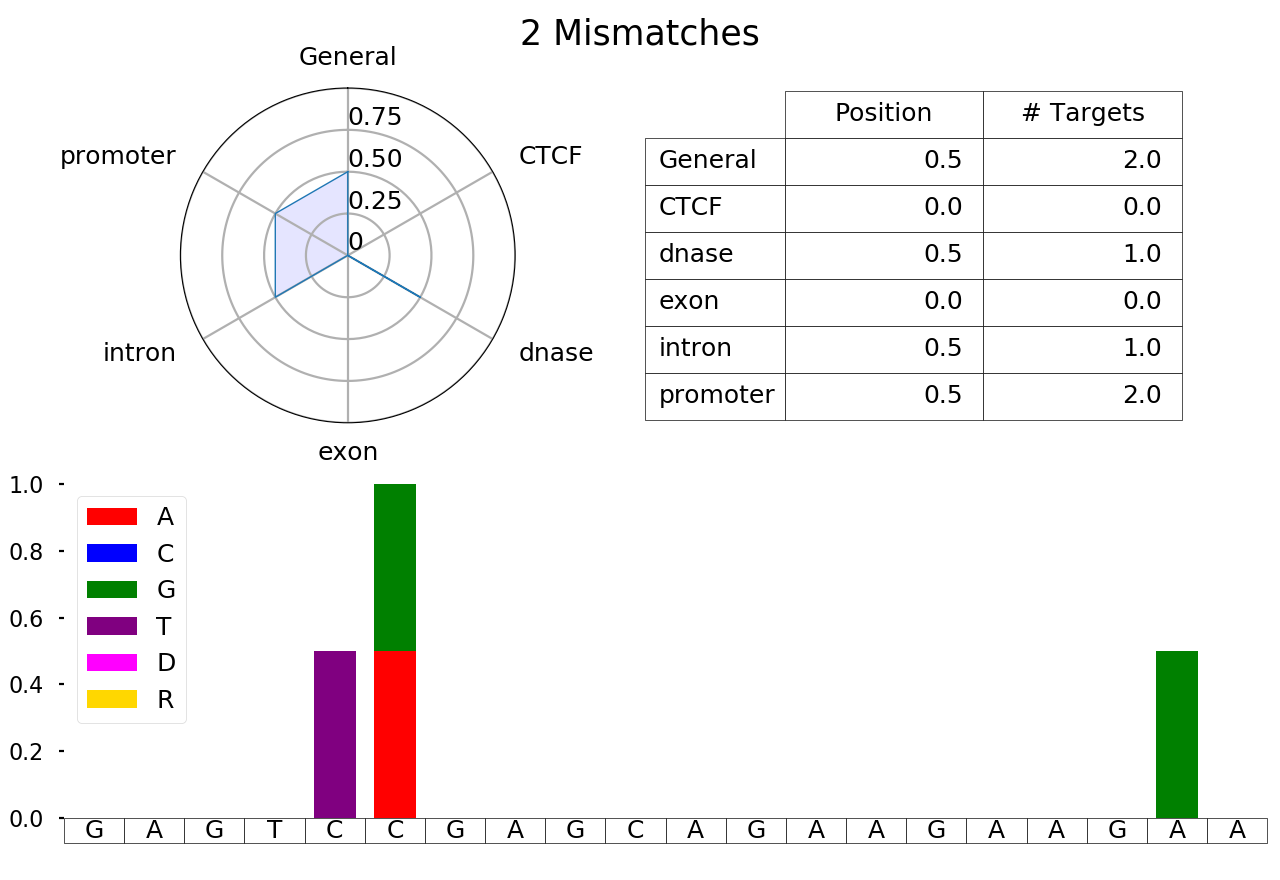 2 Mismatches
General
promoter
CTCF
0.75
0.50
0.25
0
intron
dnase
exon
Position # Targets
General 0.5 2.0
CTCF 0.0 0.0
dnase 0.5 1.0
exon 0.0 0.0
intron 0.5 1.0
promoter 0.5 2.0
1.0
0.8
0.6
0.4
0.2
0.0
A
C
G
T
D
R
G A G T C C G A G C A G A A G A A G A A